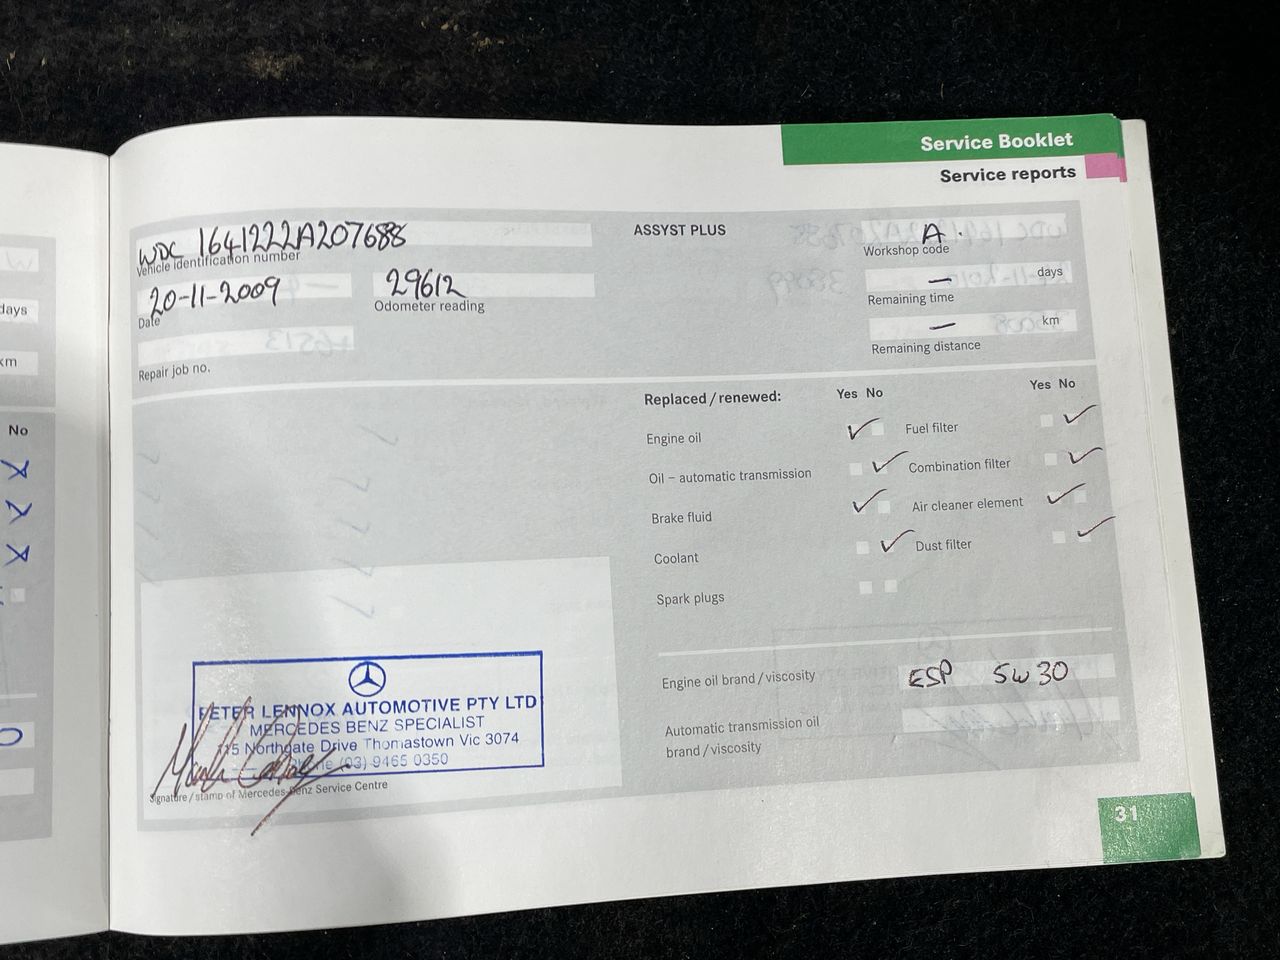 Service Booklet
Service reports
WDC 1641222A207688
Vehicle identification number
20-11-2009
Date
29612
Odometer reading
Repair job no.
ASSYST PLUS
A.
Workshop code
— days
Remaining time
— km
Remaining distance
days
km
No
X
X
X
Replaced / renewed: Yes No Yes No
Engine oil ✓ Fuel filter ✓
Oil – automatic transmission ✓ Combination filter ✓
Brake fluid ✓ Air cleaner element ✓
Coolant ✓ Dust filter ✓
Spark plugs
Engine oil brand / viscosity ESP 5W30
Automatic transmission oil
brand / viscosity
PETER LENNOX AUTOMOTIVE PTY LTD
MERCEDES BENZ SPECIALIST
Northgate Drive Thomastown Vic 3074
(03) 9465 0350
Signature / stamp of Mercedes-Benz Service Centre
31